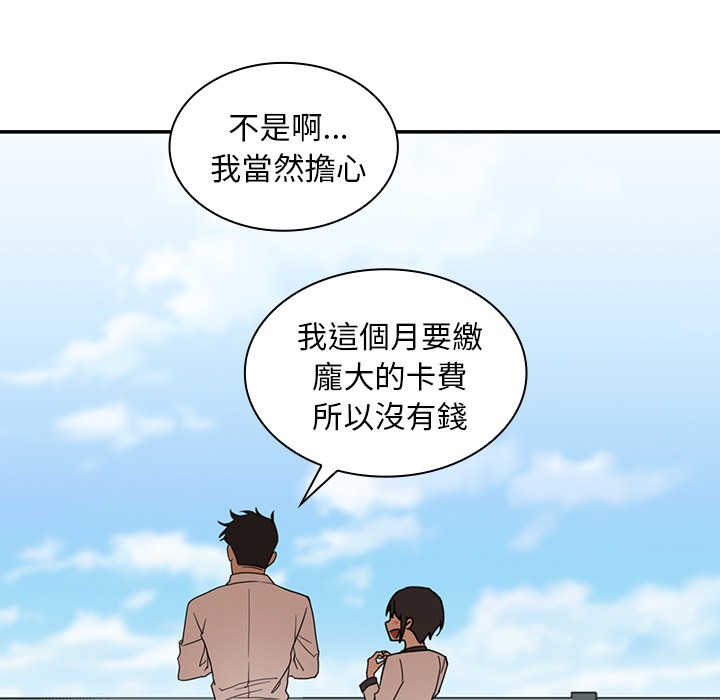 不是啊...
我當然擔心
我這個月要繳
龐大的卡費
所以沒有錢